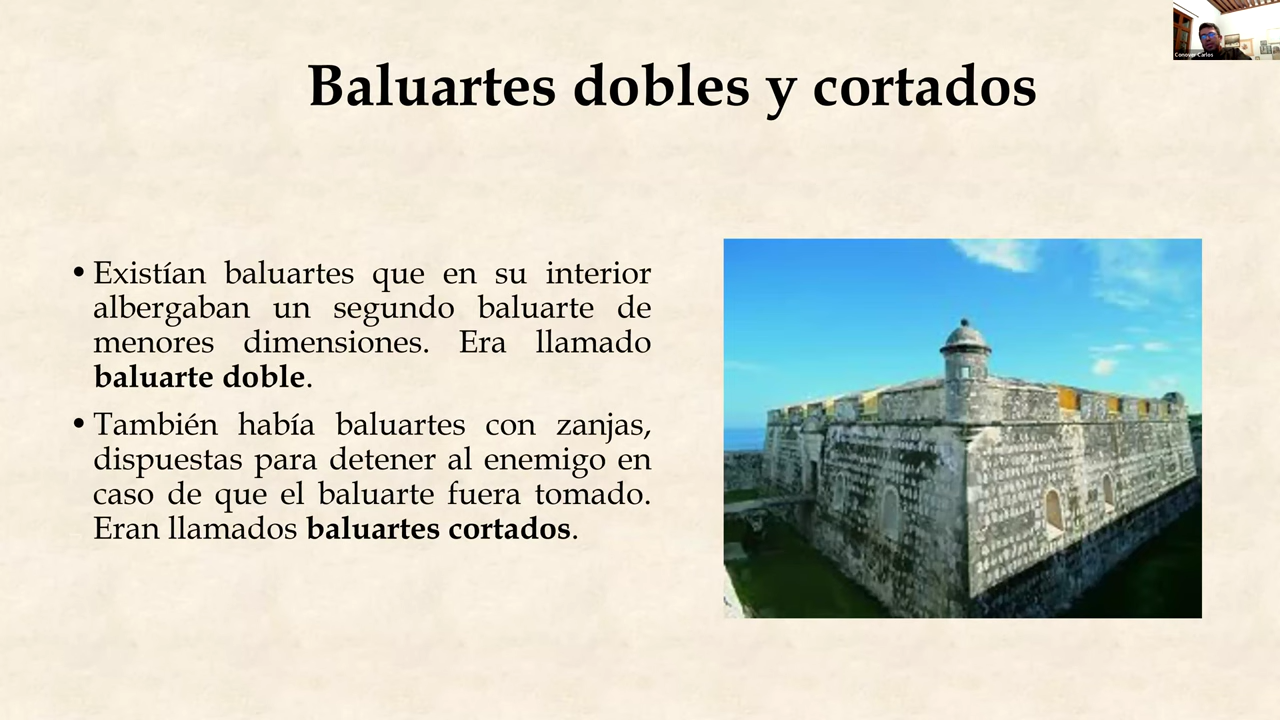 Conover Carlos
Baluartes dobles y cortados
• Existían baluartes que en su interior
albergaban un segundo baluarte de
menores dimensiones. Era llamado
baluarte doble.
• También había baluartes con zanjas,
dispuestas para detener al enemigo en
caso de que el baluarte fuera tomado.
Eran llamados baluartes cortados.